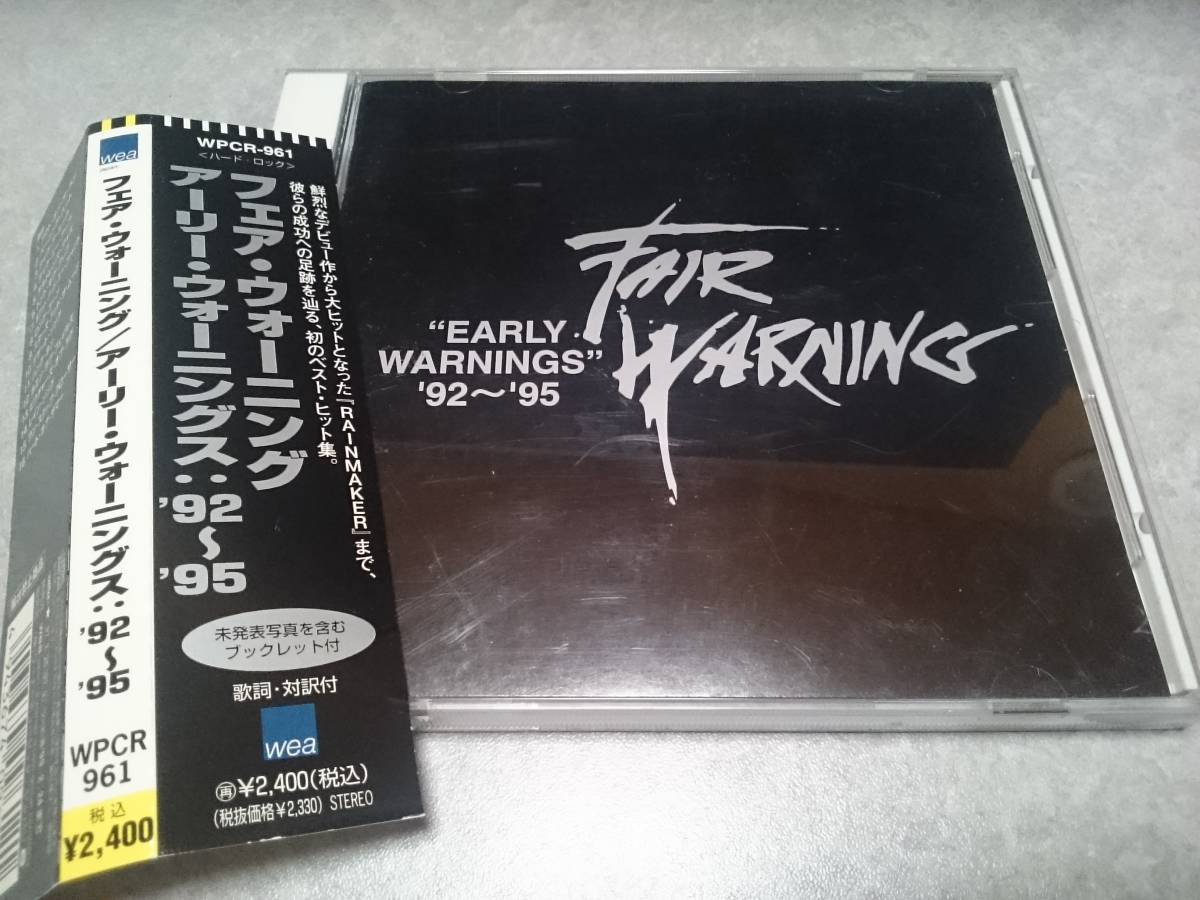 wea
フェア・ウォーニング/アーリー・ウォーニングス:'92～'95
WPCR
961
税込
¥2,400
WPCR-961
<ハード・ロック>
鮮烈なデビュー作から大ヒットとなった『RAINMAKER』まで、
彼らの成功への足跡を辿る、初のベスト・ヒット集。
フェア・ウォーニング
アーリー・ウォーニングス:'92～'95
未発表写真を含む
ブックレット付
歌詞・対訳付
wea
再¥2,400(税込)
(税抜価格¥2,330) STEREO
FAIR
WARNING
“EARLY
WARNINGS”
'92～'95